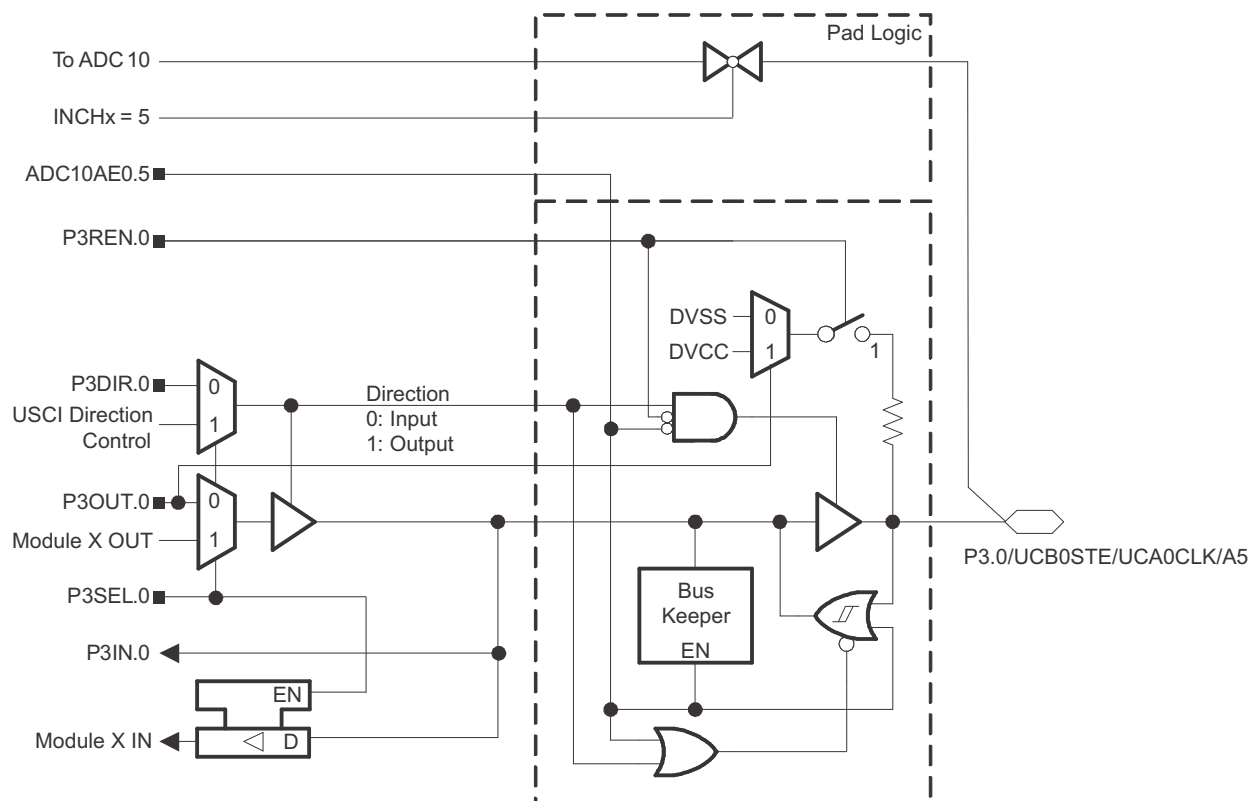 Pad Logic
To ADC 10
INCHx = 5
ADC10AE0.5
P3REN.0
DVSS
0
DVCC
1
1
P3DIR.0
0
USCI Direction
Control
1
Direction
0: Input
1: Output
P3OUT.0
0
Module X OUT
1
P3SEL.0
P3.0/UCB0STE/UCA0CLK/A5
Bus
Keeper
EN
P3IN.0
EN
Module X IN
D